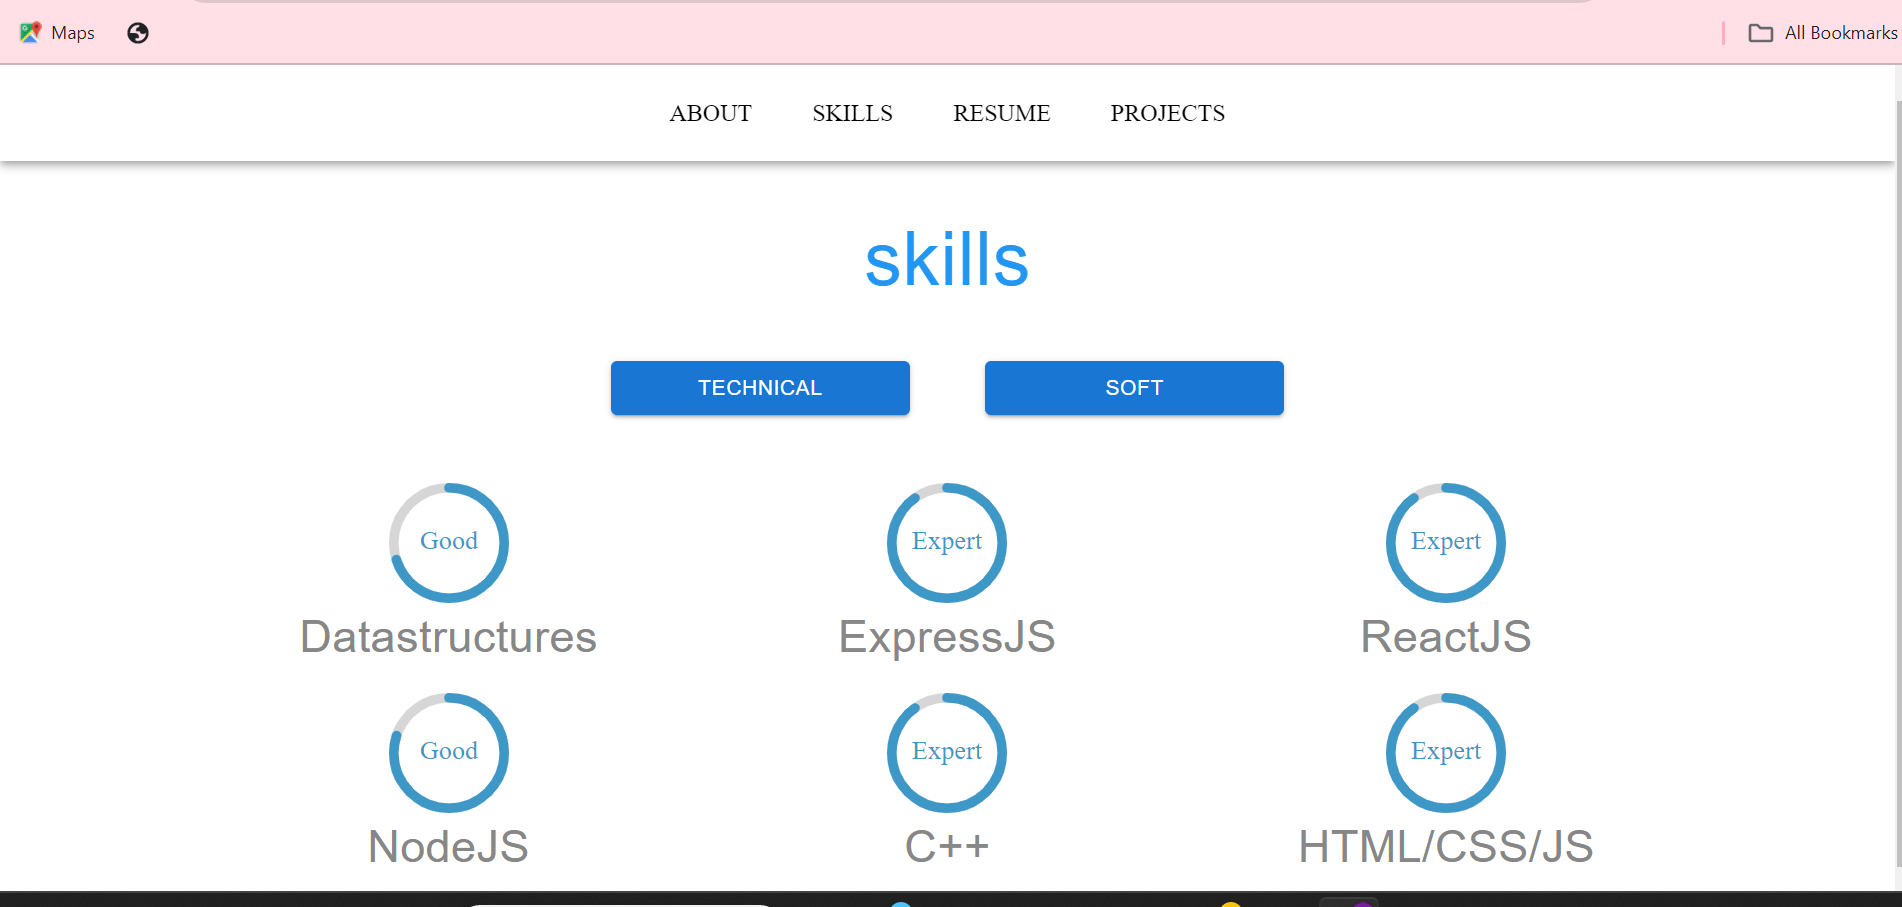 Maps
All Bookmarks
ABOUT SKILLS RESUME PROJECTS
skills
TECHNICAL SOFT
Good Expert Expert
Datastructures ExpressJS ReactJS
Good Expert Expert
NodeJS C++ HTML/CSS/JS